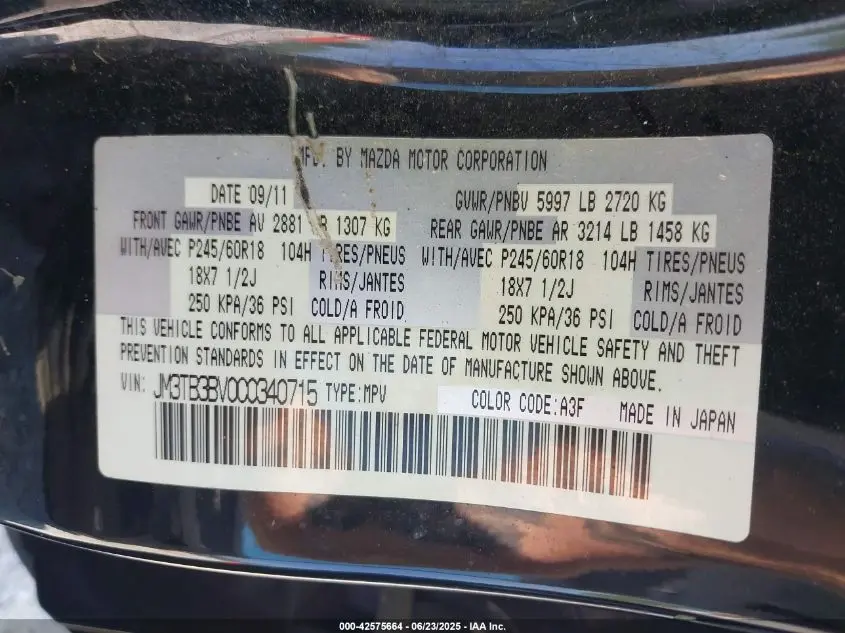 MFD. BY MAZDA MOTOR CORPORATION
DATE 09/11 GVWR/PNBV 5997 LB 2720 KG
FRONT GAWR/PNBE AV 2881 LB 1307 KG REAR GAWR/PNBE AR 3214 LB 1458 KG
WITH/AVEC P245/60R18 104H TIRES/PNEUS WITH/AVEC P245/60R18 104H TIRES/PNEUS
18X7 1/2J RIMS/JANTES 18X7 1/2J RIMS/JANTES
250 KPA/36 PSI COLD/A FROID 250 KPA/36 PSI COLD/A FROID
THIS VEHICLE CONFORMS TO ALL APPLICABLE FEDERAL MOTOR VEHICLE SAFETY AND THEFT
PREVENTION STANDARDS IN EFFECT ON THE DATE OF MANUFACTURE SHOWN ABOVE.
VIN: JM3TB3BV0C0340715 TYPE:MPV COLOR CODE:A3F MADE IN JAPAN
000-42575664 - 06/23/2025 - IAA Inc.